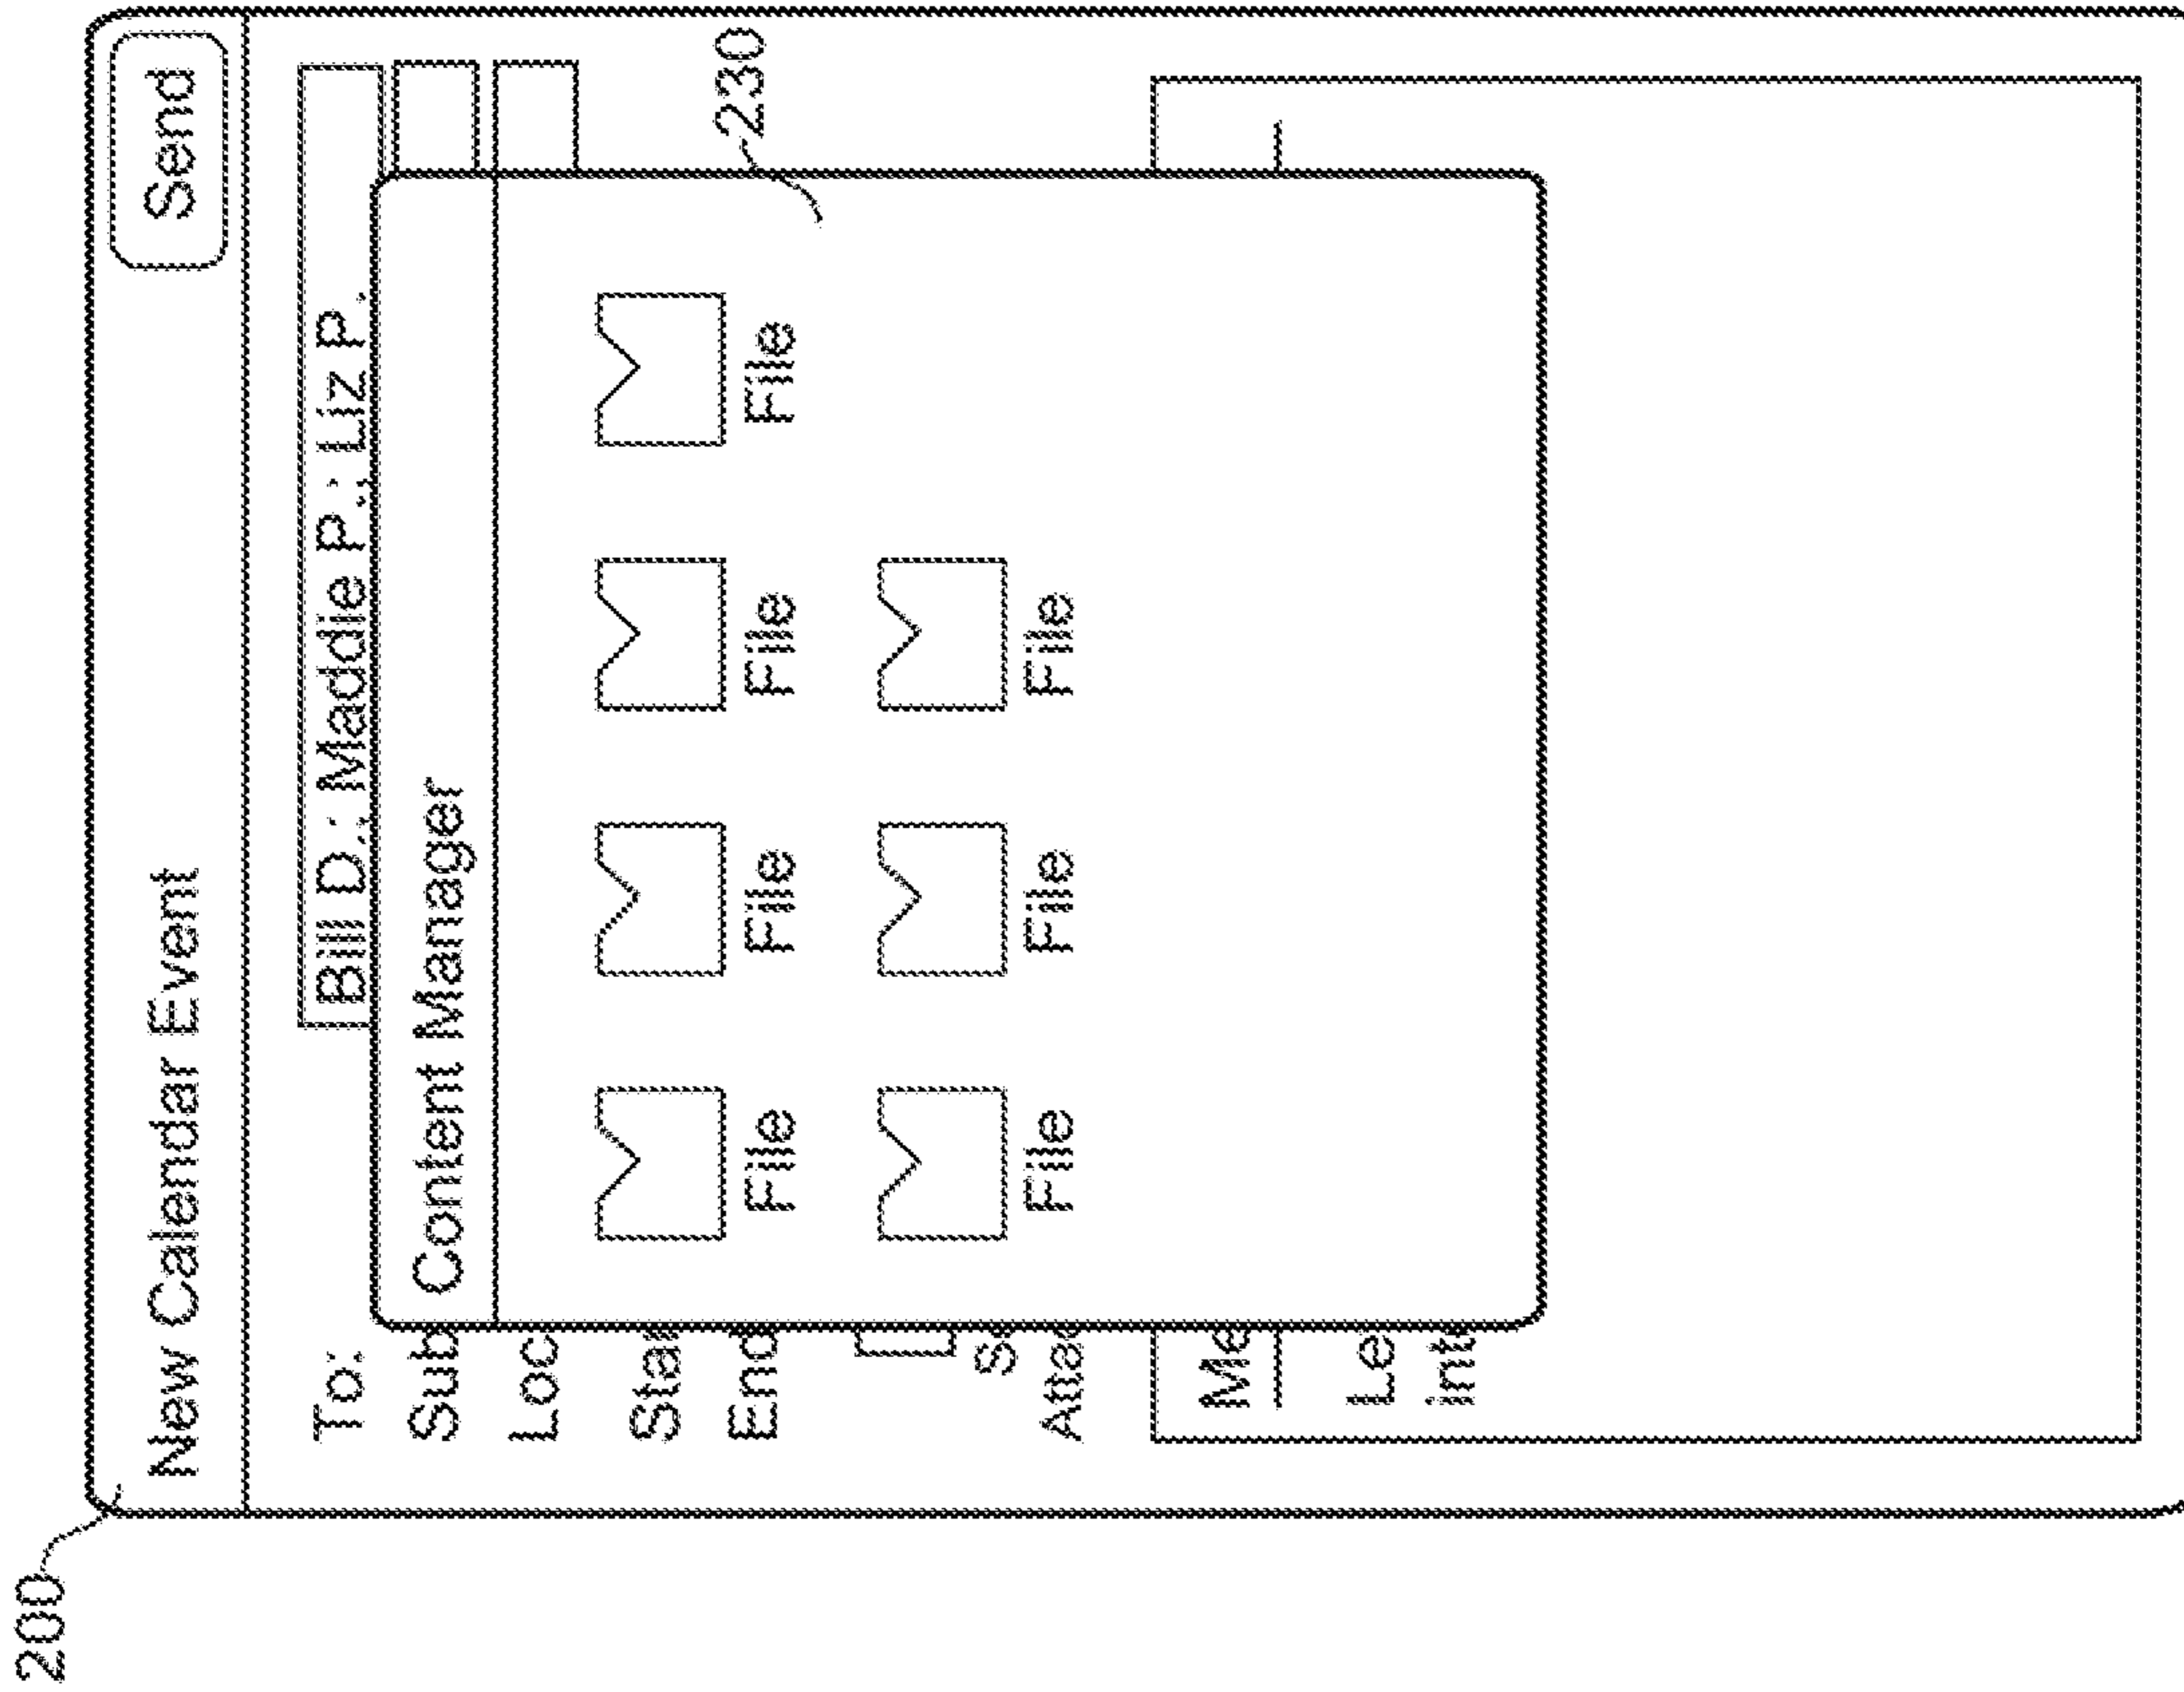 200
New Calendar Event
Send
To:
Bill D.; Maddie P.; Liz P.
Sub
Content Manager
Loc
230
File
File
File
File
Star
End
File
File
File
S
Atta
Me
Le
int